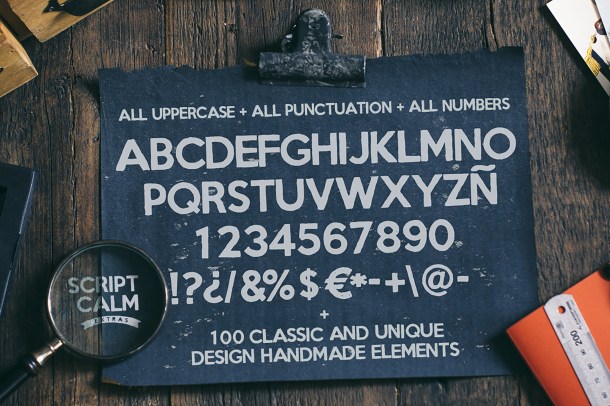 ALL UPPERCASE + ALL PUNCTUATION + ALL NUMBERS
ABCDEFGHIJKLMNO
PQRSTUVWXYZÑ
1234567890
!?¿/&%$€*-+\@-
+
100 CLASSIC AND UNIQUE
DESIGN HANDMADE ELEMENTS
SCRIPT
CALM
EXTRAS
200